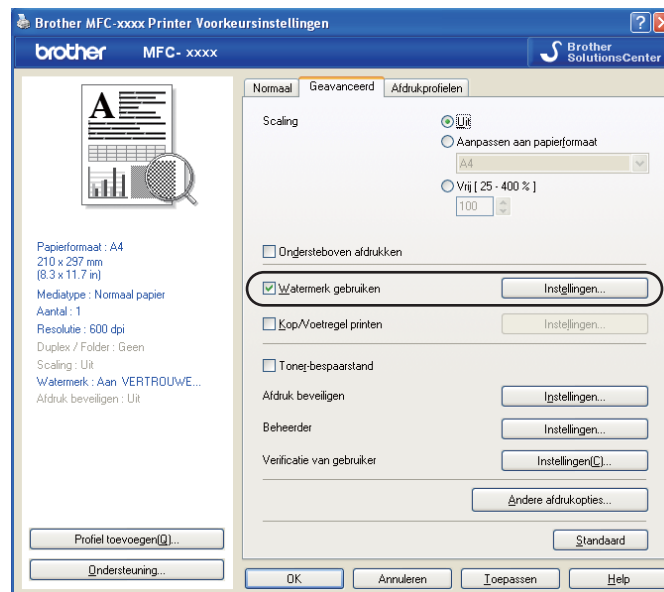 Brother MFC-xxxx Printer Voorkeursinstellingen
brother MFC- xxxx
Brother
SolutionsCenter
A
Papierformaat : A4
210 x 297 mm
(8.3 x 11.7 in)
Mediatype : Normaal papier
Aantal : 1
Resolutie : 600 dpi
Duplex / Folder : Geen
Scaling : Uit
Watermerk : Aan VERTROUWE...
Afdruk beveiligen : Uit
Profiel toevoegen(Q)...
Ondersteuning...
Normaal Geavanceerd Afdrukprofielen
Scaling Uit
Aanpassen aan papierformaat
A4
Vrij [ 25 - 400 % ]
100
Ondersteboven afdrukken
Watermerk gebruiken Instellingen...
Kop/Voetregel printen Instellingen...
Toner-bespaarstand
Afdruk beveiligen Instellingen...
Beheerder Instellingen...
Verificatie van gebruiker Instellingen(C)...
Andere afdrukopties...
Standaard
OK Annuleren Toepassen Help